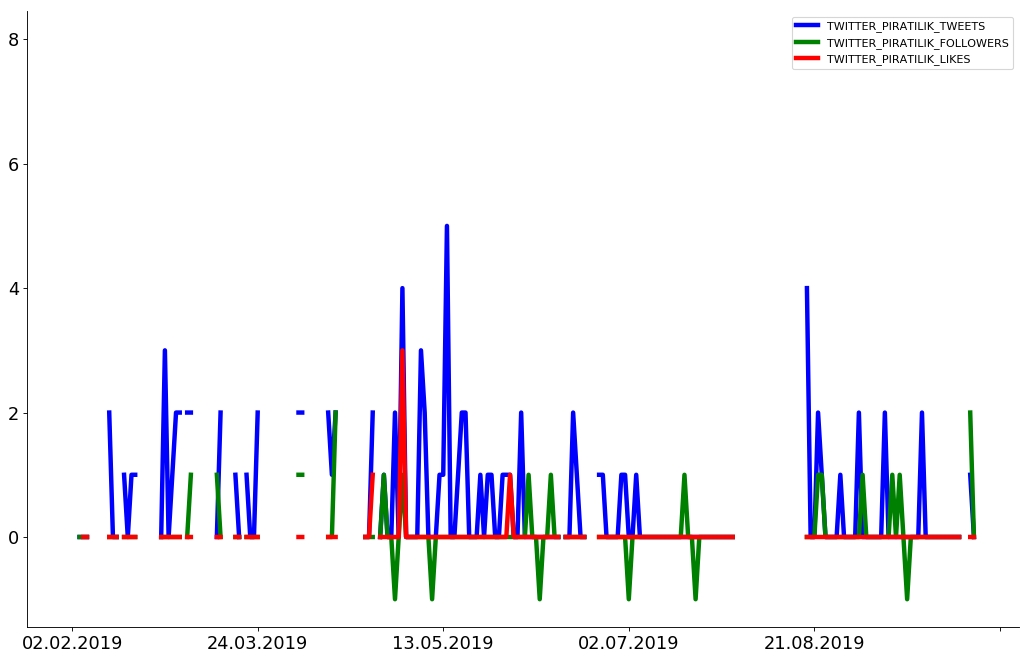 TWITTER_PIRATILIK_TWEETS
TWITTER_PIRATILIK_FOLLOWERS
TWITTER_PIRATILIK_LIKES
8
6
4
2
0
02.02.2019 24.03.2019 13.05.2019 02.07.2019 21.08.2019